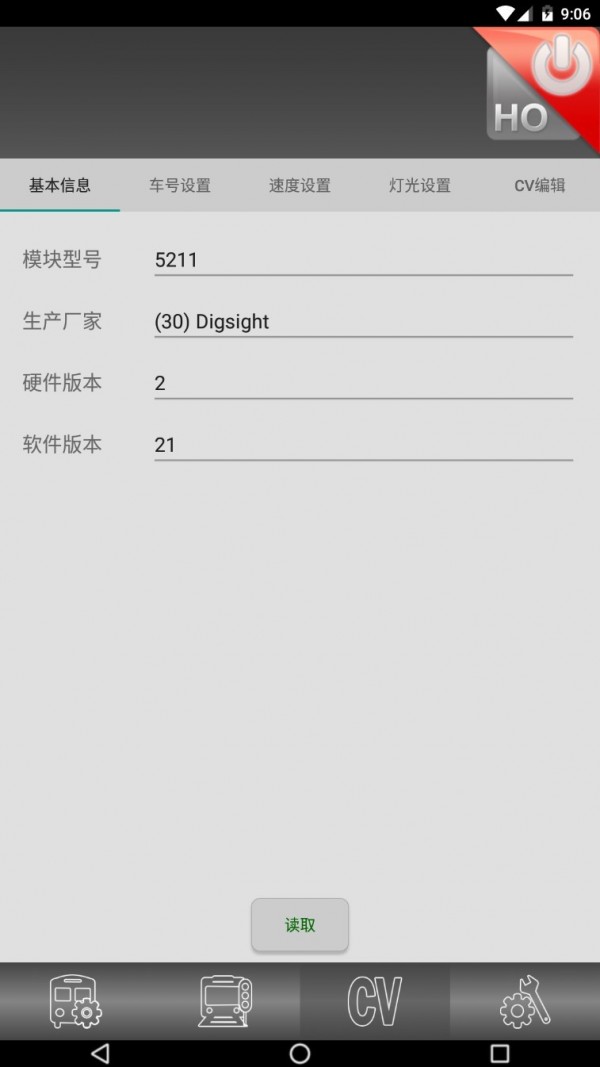 9:06
HO
基本信息
车号设置
速度设置
灯光设置
CV编辑
模块型号 5211
生产厂家 (30) Digsight
硬件版本 2
软件版本 21
读取
CV